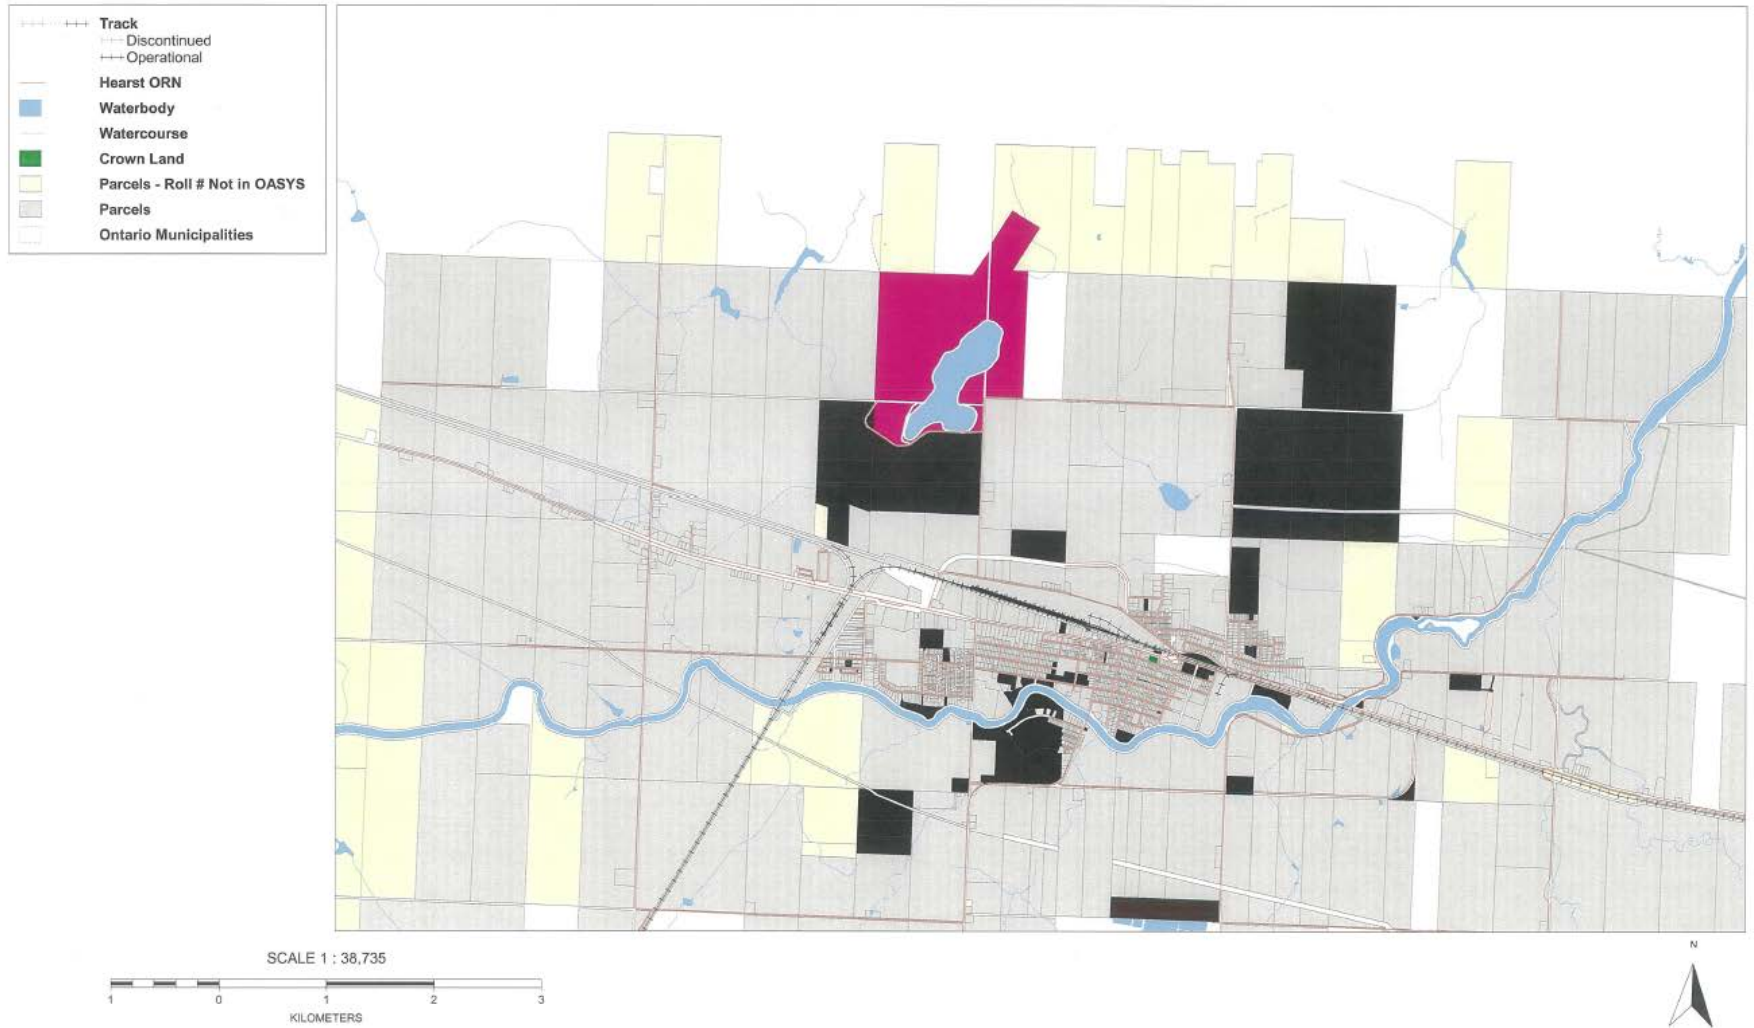 Track
Discontinued
Operational
Hearst ORN
Waterbody
Watercourse
Crown Land
Parcels - Roll # Not in OASYS
Parcels
Ontario Municipalities
SCALE 1 : 38,735
1 0 1 2 3
KILOMETERS
N